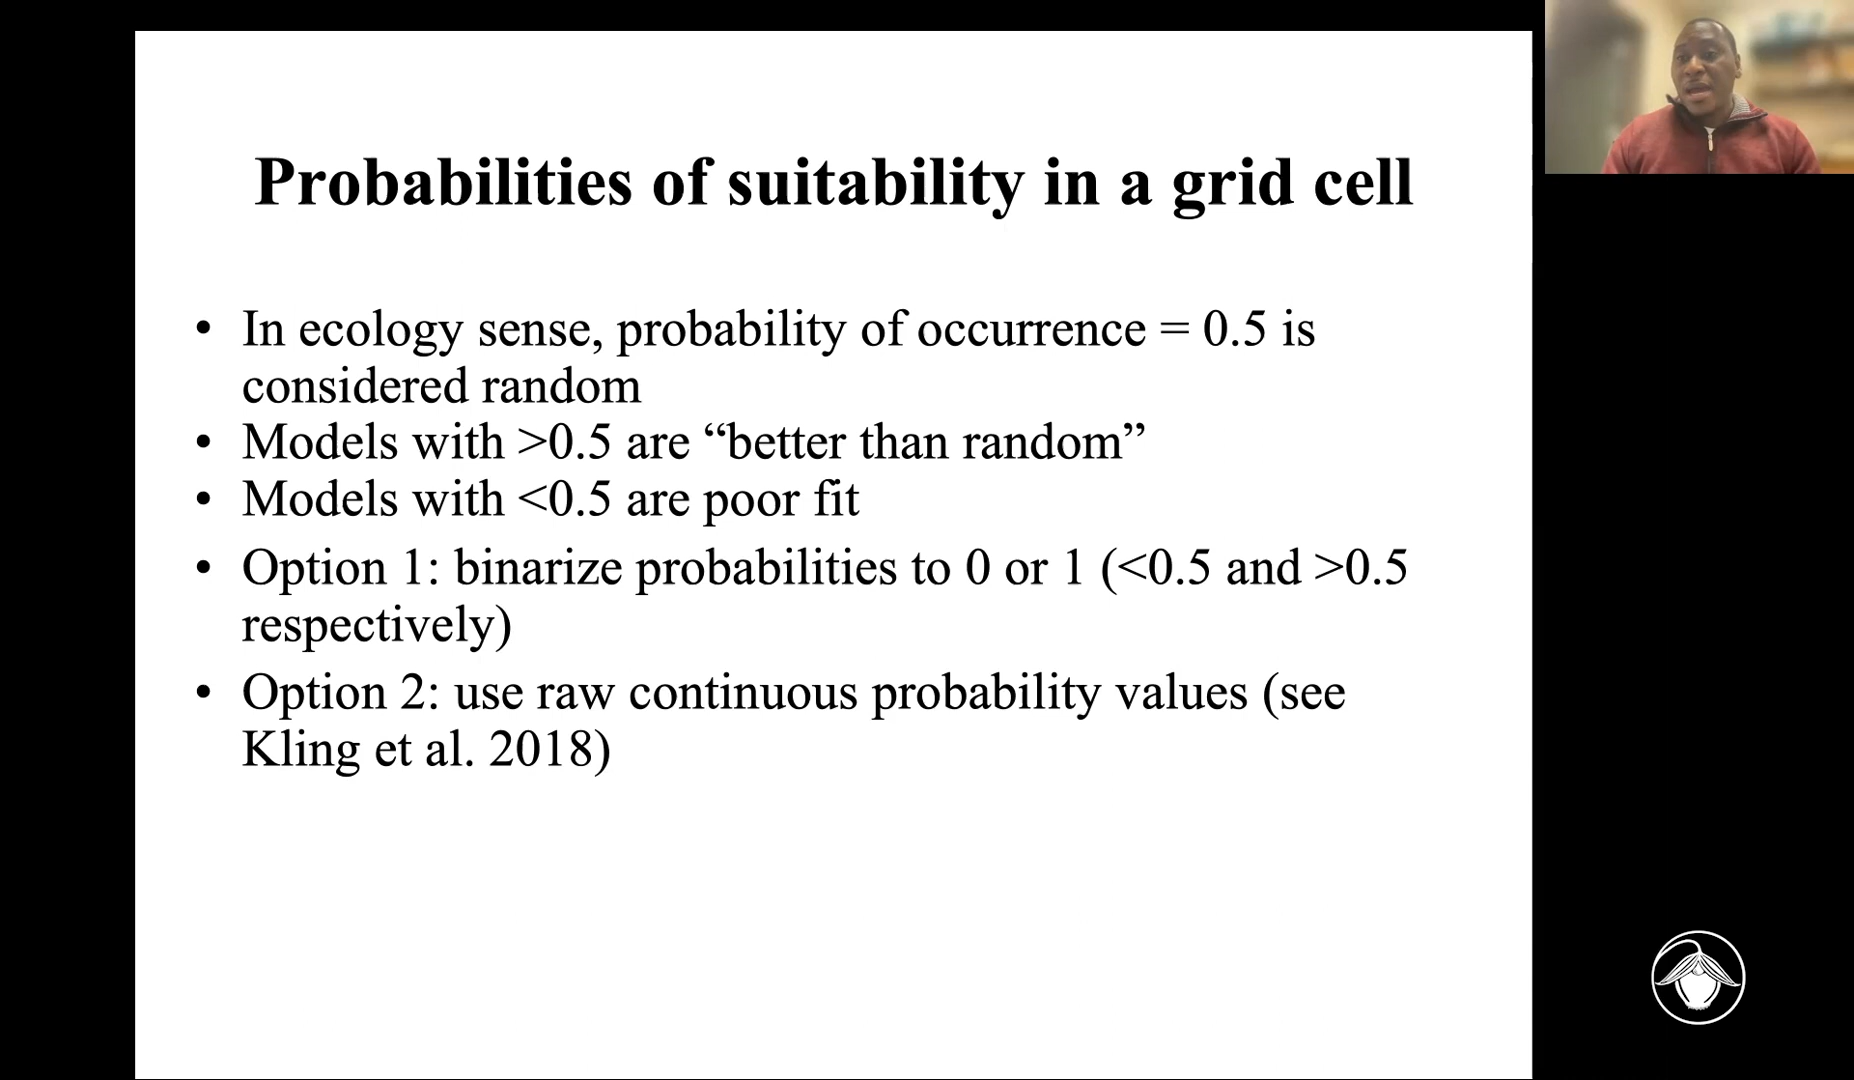 Probabilities of suitability in a grid cell
• In ecology sense, probability of occurrence = 0.5 is
considered random
• Models with >0.5 are “better than random”
• Models with <0.5 are poor fit
• Option 1: binarize probabilities to 0 or 1 (<0.5 and >0.5
respectively)
• Option 2: use raw continuous probability values (see
Kling et al. 2018)